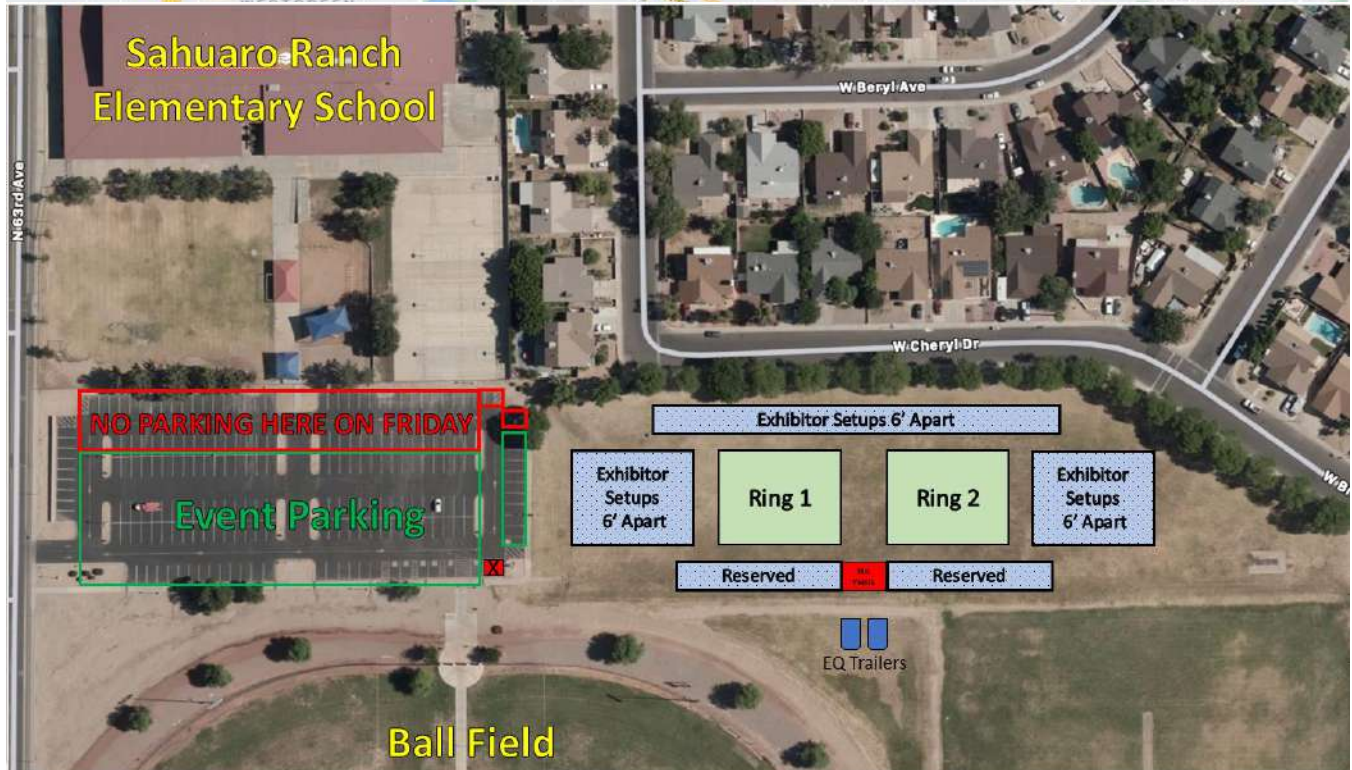 Sahuaro Ranch
Elementary School
W Beryl Ave
N 63rd Ave
W Cheryl Dr
NO PARKING HERE ON FRIDAY
Exhibitor Setups 6' Apart
Exhibitor
Setups
6' Apart
Ring 1
Ring 2
Exhibitor
Setups
6' Apart
Event Parking
X
Reserved
Reserved
EQ Trailers
Ball Field